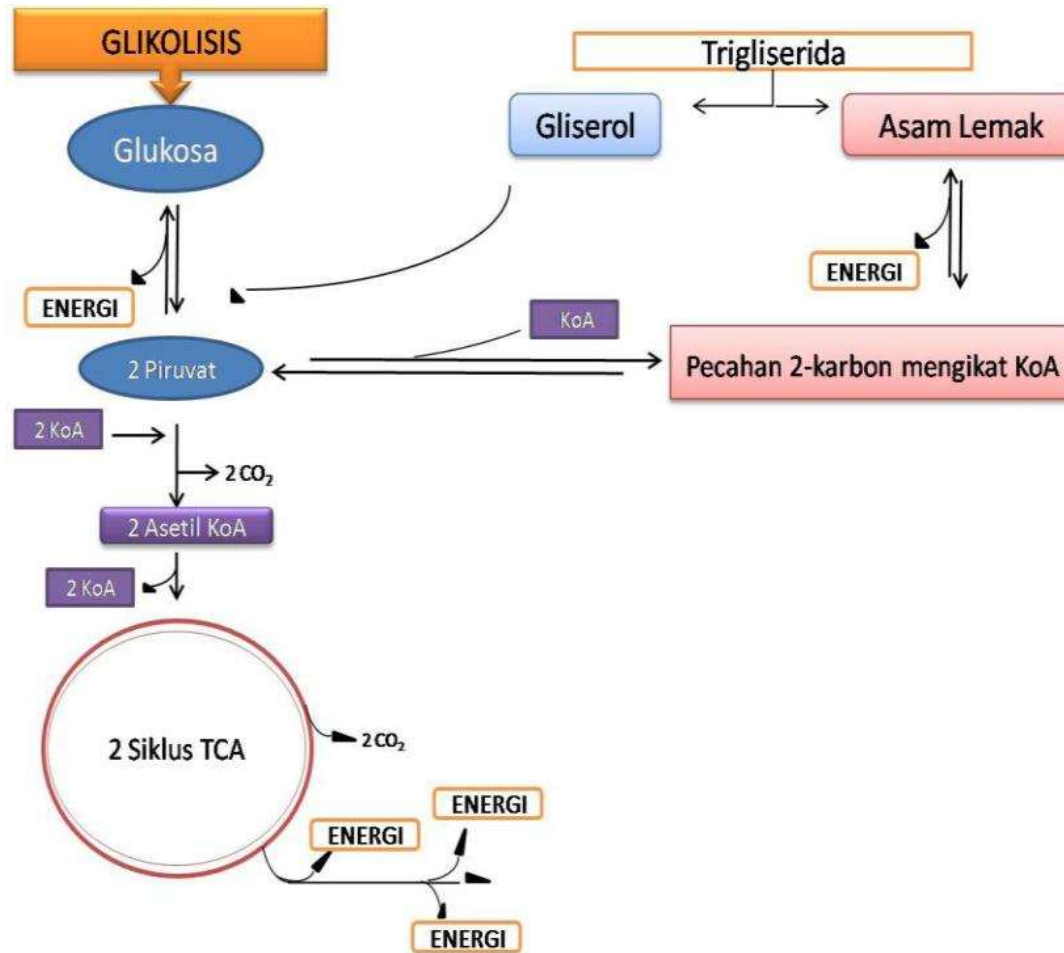 GLIKOLISIS
Trigliserida
Glukosa
Gliserol
Asam Lemak
ENERGI
ENERGI
KoA
2 Piruvat
Pecahan 2-karbon mengikat KoA
2 KoA
2 CO₂
2 Asetil KoA
2 KoA
2 Siklus TCA
2 CO₂
ENERGI
ENERGI
ENERGI